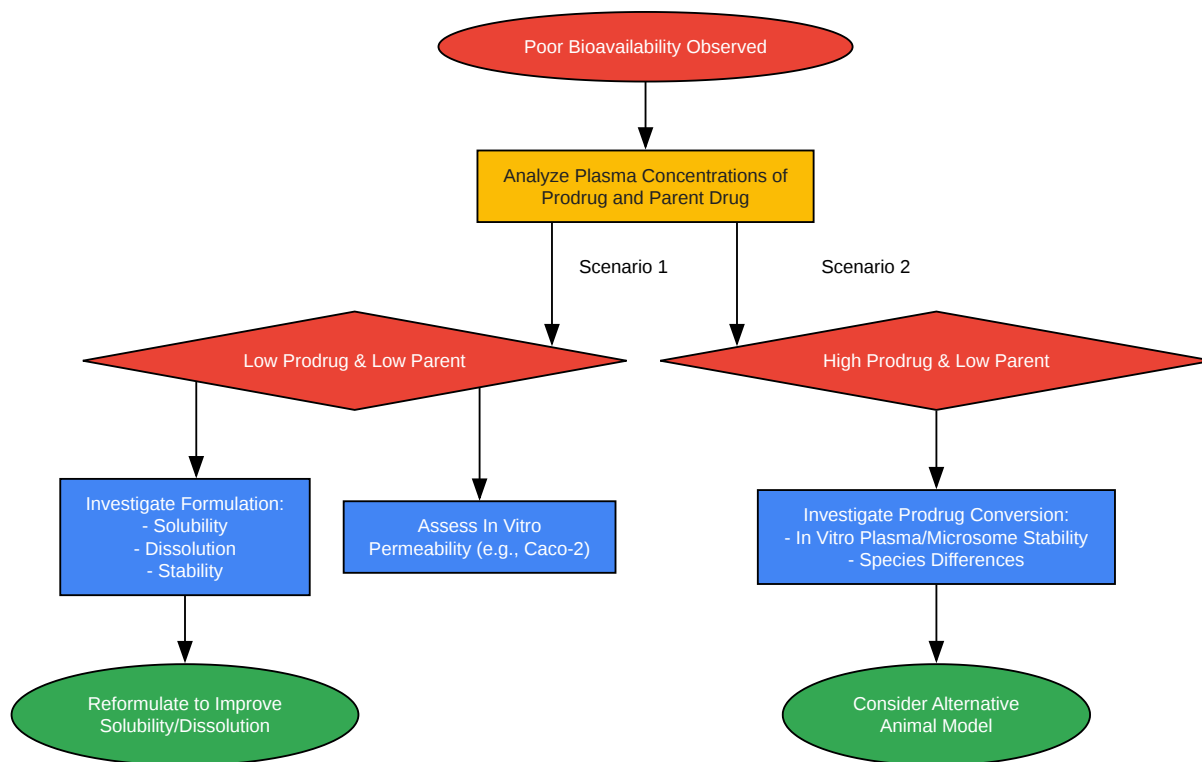 Poor Bioavailability Observed
Analyze Plasma Concentrations of
Prodrug and Parent Drug
Scenario 1
Scenario 2
Low Prodrug & Low Parent
High Prodrug & Low Parent
Investigate Formulation:
- Solubility
- Dissolution
- Stability
Assess In Vitro
Permeability (e.g., Caco-2)
Investigate Prodrug Conversion:
- In Vitro Plasma/Microsome Stability
- Species Differences
Reformulate to Improve
Solubility/Dissolution
Consider Alternative
Animal Model